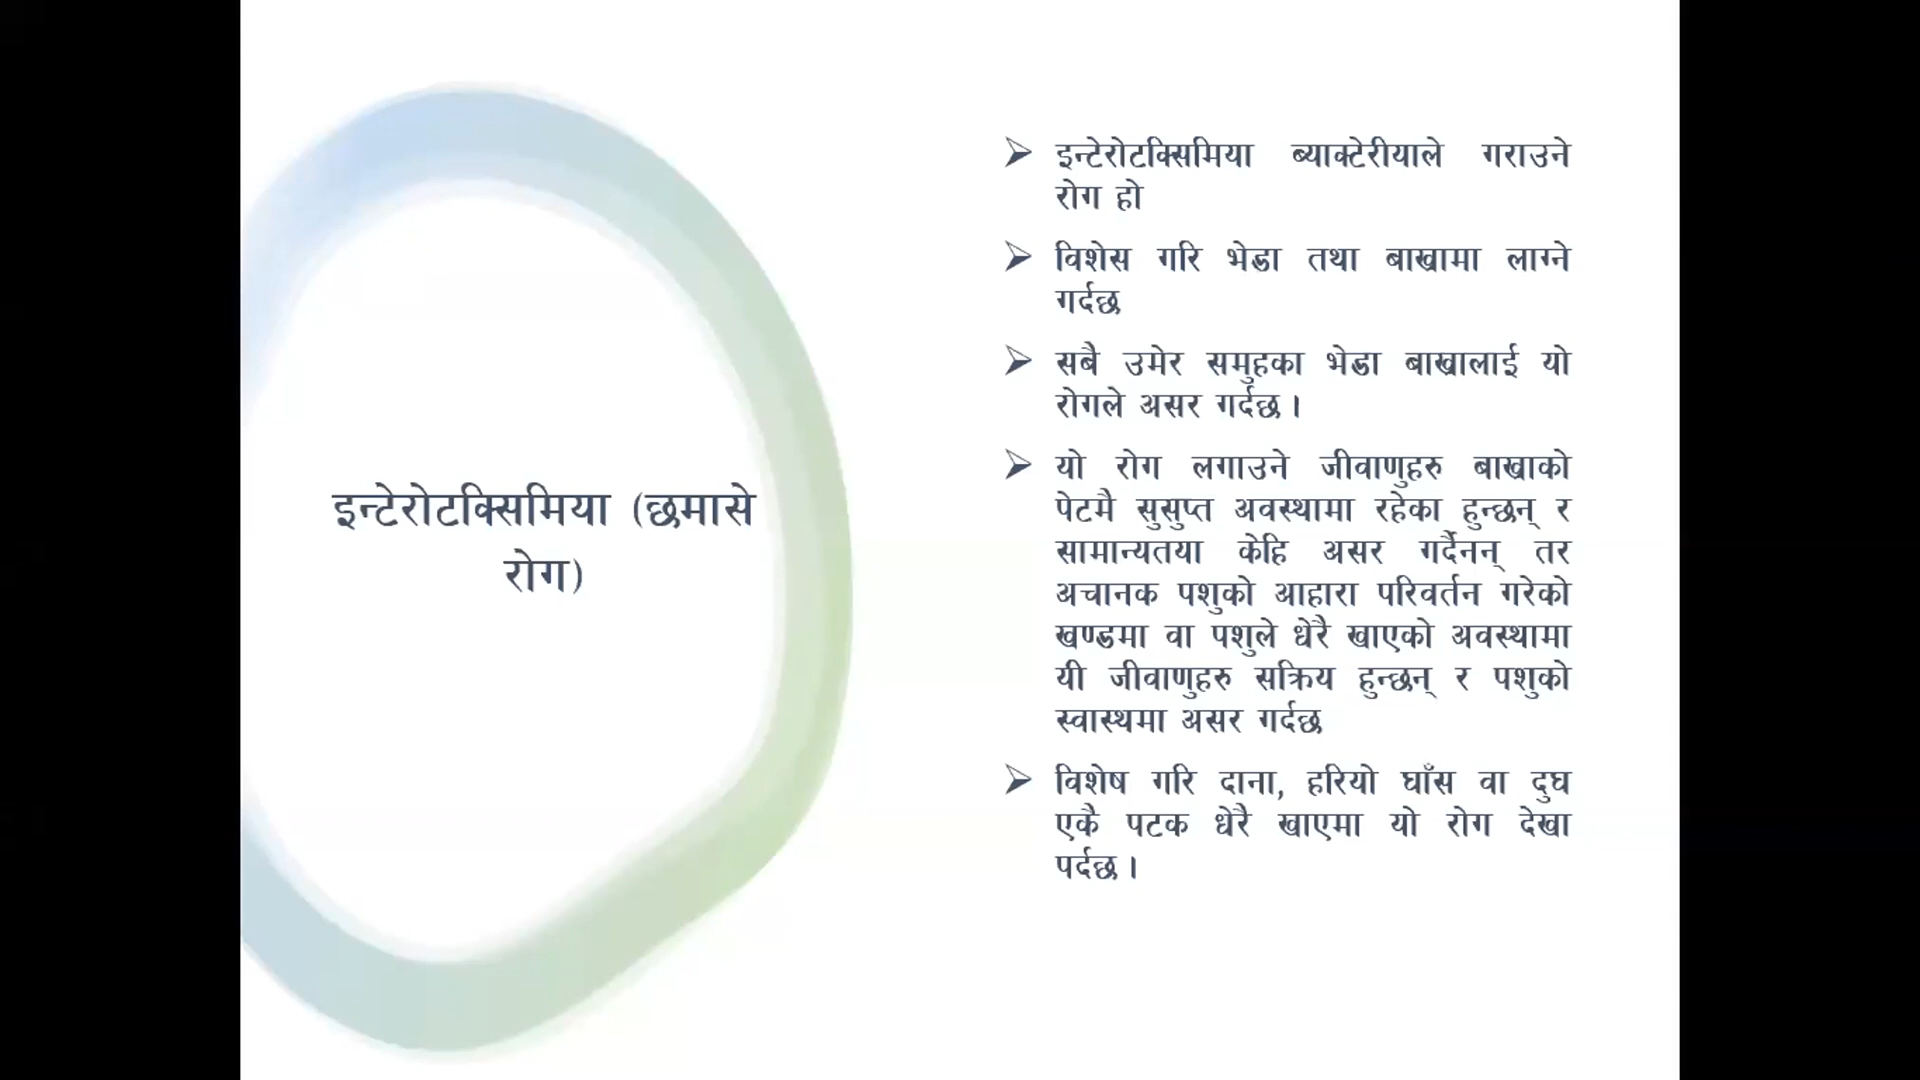 इन्टेरोटक्सिमिया (छमासे
रोग)
➢ इन्टेरोटक्सिमिया ब्याक्टेरीयाले गराउने
रोग हो
➢ विशेस गरि भेडा तथा बाख्रामा लाग्ने
गर्दछ
➢ सबै उमेर समुहका भेडा बाख्रालाई यो
रोगले असर गर्दछ ।
➢ यो रोग लगाउने जीवाणुहरु बाख्राको
पेटमै सुसुप्त अवस्थामा रहेका हुन्छन् र
सामान्यतया केहि असर गर्दैनन् तर
अचानक पशुको आहारा परिवर्तन गरेको
खण्डमा वा पशुले धेरै खाएको अवस्थामा
यी जीवाणुहरु सक्रिय हुन्छन् र पशुको
स्वास्थमा असर गर्दछ
➢ विशेष गरि दाना, हरियो घाँस वा दुघ
एकै पटक धेरै खाएमा यो रोग देखा
पर्दछ ।